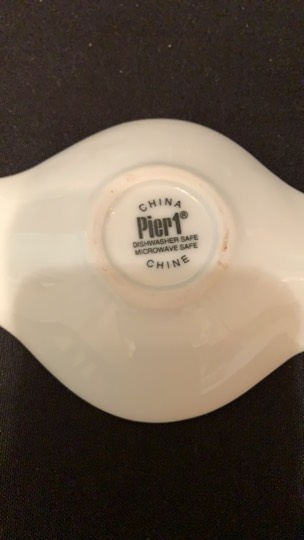 CHINA
Pier1®
DISHWASHER SAFE
MICROWAVE SAFE
CHINE